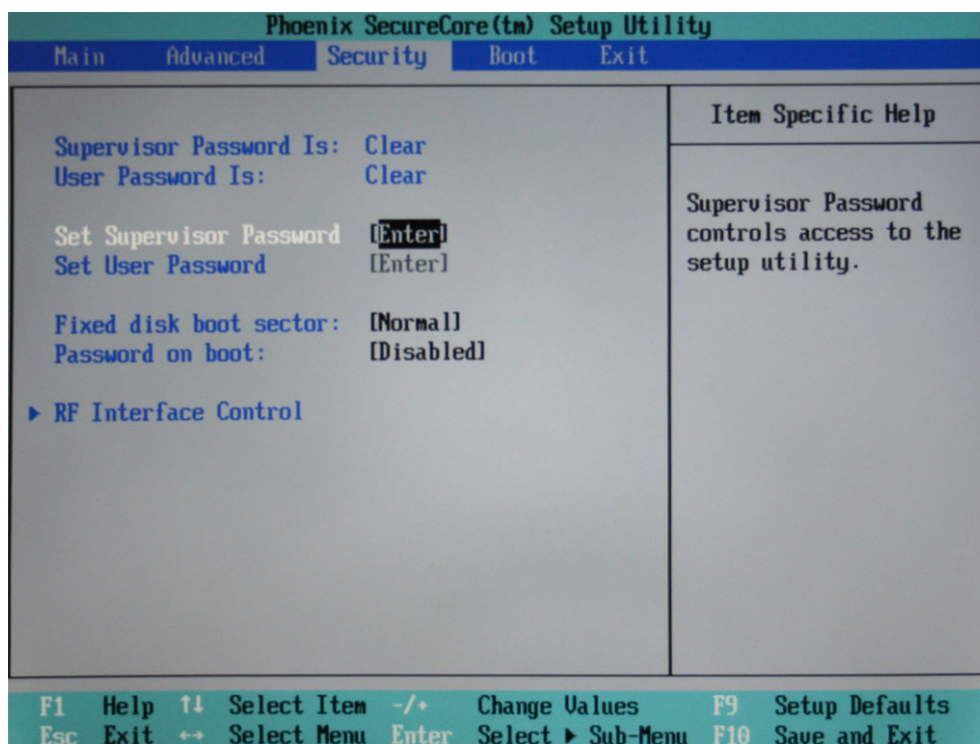 Phoenix SecureCore(tm) Setup Utility
Main Advanced Security Boot Exit
Item Specific Help
Supervisor Password Is: Clear
User Password Is: Clear
Set Supervisor Password [Enter]
Set User Password [Enter]
Fixed disk boot sector: [Normal]
Password on boot: [Disabled]
▶ RF Interface Control
Supervisor Password
controls access to the
setup utility.
F1 Help ↑↓ Select Item -/+ Change Values F9 Setup Defaults
Esc Exit ↔ Select Menu Enter Select ▶ Sub-Menu F10 Save and Exit